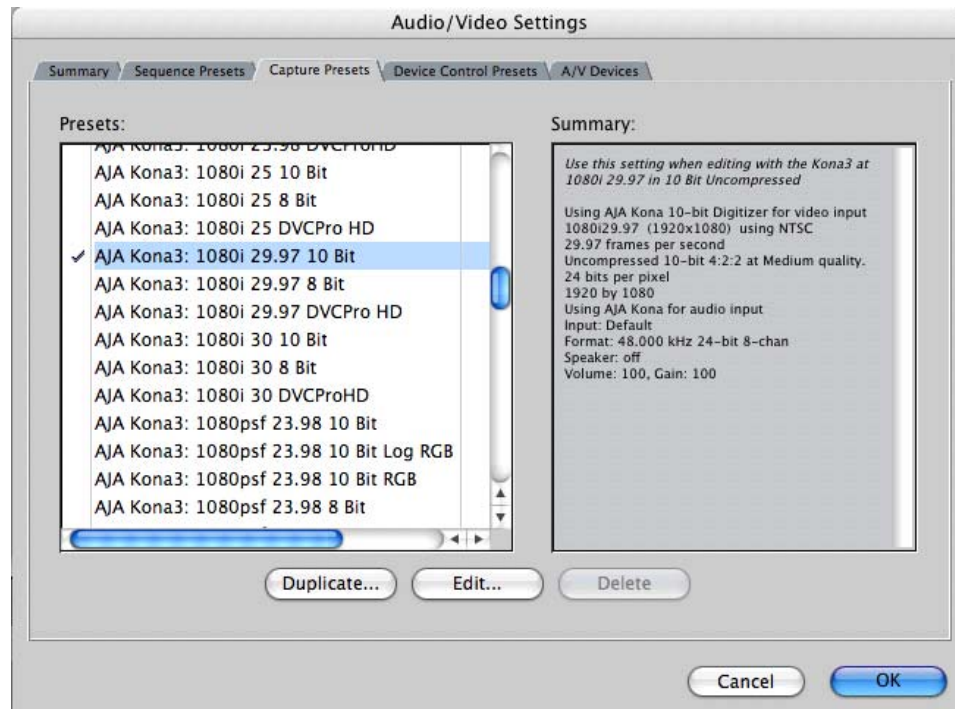 Audio/Video Settings
Summary
Sequence Presets
Capture Presets
Device Control Presets
A/V Devices
Presets:
AJA Kona3: 1080i 23.98 DVCProHD
AJA Kona3: 1080i 25 10 Bit
AJA Kona3: 1080i 25 8 Bit
AJA Kona3: 1080i 25 DVCPro HD
✓ AJA Kona3: 1080i 29.97 10 Bit
AJA Kona3: 1080i 29.97 8 Bit
AJA Kona3: 1080i 29.97 DVCPro HD
AJA Kona3: 1080i 30 10 Bit
AJA Kona3: 1080i 30 8 Bit
AJA Kona3: 1080i 30 DVCProHD
AJA Kona3: 1080psf 23.98 10 Bit
AJA Kona3: 1080psf 23.98 10 Bit Log RGB
AJA Kona3: 1080psf 23.98 10 Bit RGB
AJA Kona3: 1080psf 23.98 8 Bit
Summary:
Use this setting when editing with the Kona3 at
1080i 29.97 in 10 Bit Uncompressed
Using AJA Kona 10-bit Digitizer for video input
1080i29.97 (1920x1080) using NTSC
29.97 frames per second
Uncompressed 10-bit 4:2:2 at Medium quality.
24 bits per pixel
1920 by 1080
Using AJA Kona for audio input
Input: Default
Format: 48.000 kHz 24-bit 8-chan
Speaker: off
Volume: 100, Gain: 100
Duplicate...
Edit...
Delete
Cancel
OK